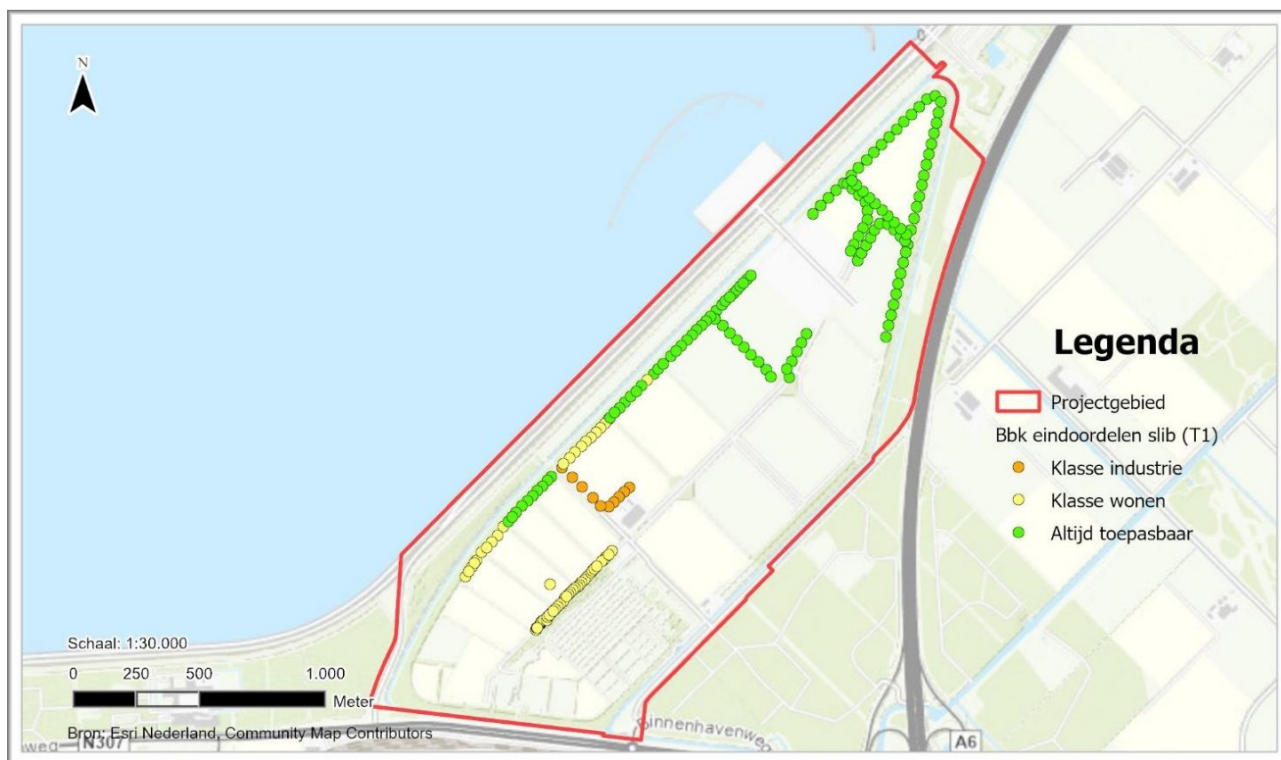 N
Legenda
Projectgebied
Bbk eindoordelen slib (T1)
Klasse industrie
Klasse wonen
Altijd toepasbaar
Schaal: 1:30.000
0 250 500 1.000
Meter
Bron: Esri Nederland, Community Map Contributors
weg N307
Binnenhavenweg
A6